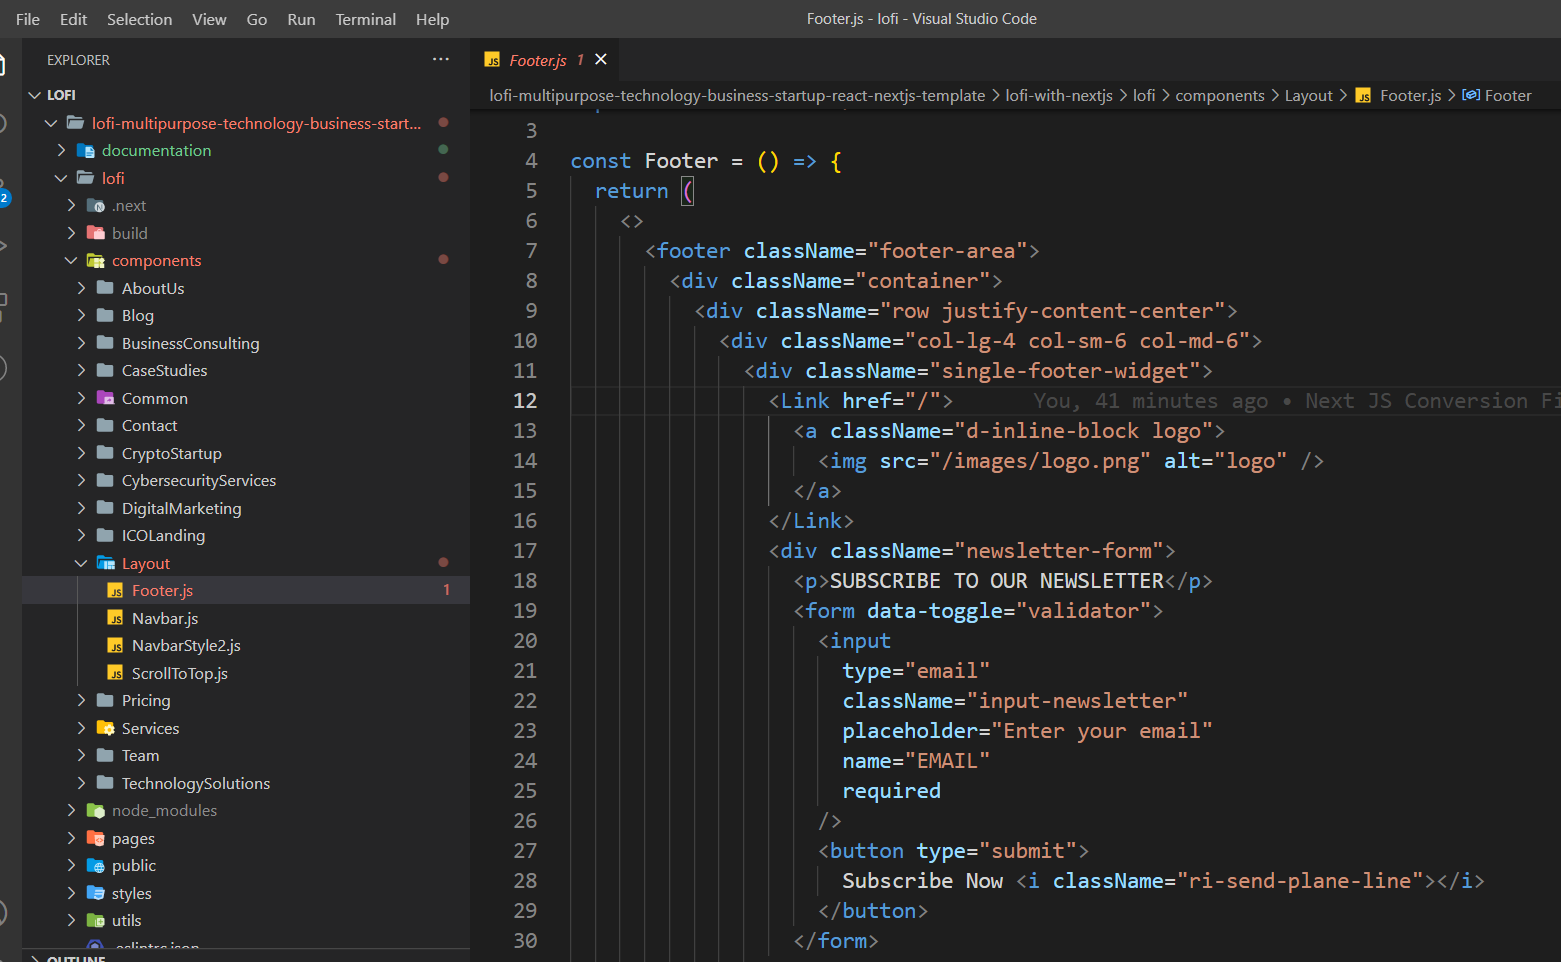 File Edit Selection View Go Run Terminal Help
Footer.js - lofi - Visual Studio Code
EXPLORER
LOFI
lofi-multipurpose-technology-business-start...
documentation
lofi
.next
build
components
AboutUs
Blog
BusinessConsulting
CaseStudies
Common
Contact
CryptoStartup
CybersecurityServices
DigitalMarketing
ICOLanding
Layout
Footer.js 1
Navbar.js
NavbarStyle2.js
ScrollToTop.js
Pricing
Services
Team
TechnologySolutions
node_modules
pages
public
styles
utils
.eslintrc.json
OUTLINE
2
JS Footer.js 1
lofi-multipurpose-technology-business-startup-react-nextjs-template > lofi-with-nextjs > lofi > components > Layout > JS Footer.js > Footer
3
4 const Footer = () => {
5 return (
6 <>
7 <footer className="footer-area">
8 <div className="container">
9 <div className="row justify-content-center">
10 <div className="col-lg-4 col-sm-6 col-md-6">
11 <div className="single-footer-widget">
12 <Link href="/"> You, 41 minutes ago • Next JS Conversion Fi
13 <a className="d-inline-block logo">
14 <img src="/images/logo.png" alt="logo" />
15 </a>
16 </Link>
17 <div className="newsletter-form">
18 <p>SUBSCRIBE TO OUR NEWSLETTER</p>
19 <form data-toggle="validator">
20 <input
21 type="email"
22 className="input-newsletter"
23 placeholder="Enter your email"
24 name="EMAIL"
25 required
26 />
27 <button type="submit">
28 Subscribe Now <i className="ri-send-plane-line"></i>
29 </button>
30 </form>